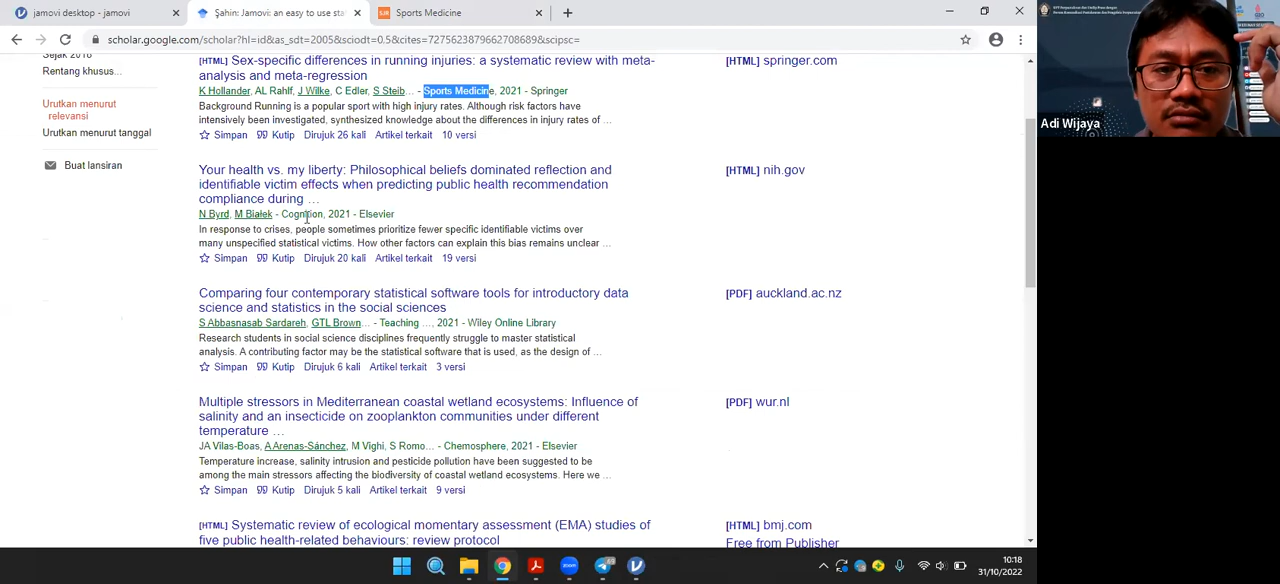 jamovi desktop - jamovi
Şahin: Jamovi: an easy to use sta
SJR Sports Medicine
scholar.google.com/scholar?hl=id&as_sdt=2005&sciodt=0,5&cites=7275623879662708689&scipsc=
Sejak 2018
Rentang khusus...
Urutkan menurut
relevansi
Urutkan menurut tanggal
Buat lansiran
[HTML] Sex-specific differences in running injuries: a systematic review with meta-
analysis and meta-regression
K Hollander, AL Rahlf, J Wilke, C Edler, S Steib... - Sports Medicine, 2021 - Springer
Background Running is a popular sport with high injury rates. Although risk factors have
intensively been investigated, synthesized knowledge about the differences in injury rates of ...
Simpan Kutip Dirujuk 26 kali Artikel terkait 10 versi
[HTML] springer.com
Your health vs. my liberty: Philosophical beliefs dominated reflection and
identifiable victim effects when predicting public health recommendation
compliance during ...
N Byrd, M Białek - Cognition, 2021 - Elsevier
In response to crises, people sometimes prioritize fewer specific identifiable victims over
many unspecified statistical victims. How other factors can explain this bias remains unclear ...
Simpan Kutip Dirujuk 20 kali Artikel terkait 19 versi
[HTML] nih.gov
Comparing four contemporary statistical software tools for introductory data
science and statistics in the social sciences
S Abbasnasab Sardareh, GTL Brown... - Teaching ..., 2021 - Wiley Online Library
Research students in social science disciplines frequently struggle to master statistical
analysis. A contributing factor may be the statistical software that is used, as the design of ...
Simpan Kutip Dirujuk 6 kali Artikel terkait 3 versi
[PDF] auckland.ac.nz
Multiple stressors in Mediterranean coastal wetland ecosystems: Influence of
salinity and an insecticide on zooplankton communities under different
temperature ...
JA Vilas-Boas, A Arenas-Sánchez, M Vighi, S Romo... - Chemosphere, 2021 - Elsevier
Temperature increase, salinity intrusion and pesticide pollution have been suggested to be
among the main stressors affecting the biodiversity of coastal wetland ecosystems. Here we ...
Simpan Kutip Dirujuk 5 kali Artikel terkait 9 versi
[PDF] wur.nl
[HTML] Systematic review of ecological momentary assessment (EMA) studies of
five public health-related behaviours: review protocol
[HTML] bmj.com
Free from Publisher
zoom
10:18
31/10/2022
Adi Wijaya